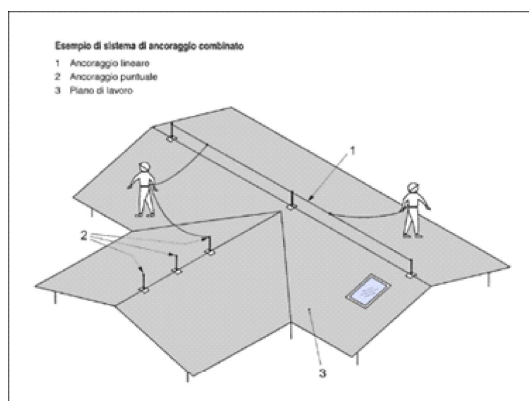 Esempio di sistema di ancoraggio combinato
1 Ancoraggio lineare
2 Ancoraggio puntuale
3 Piano di lavoro
1
2
3